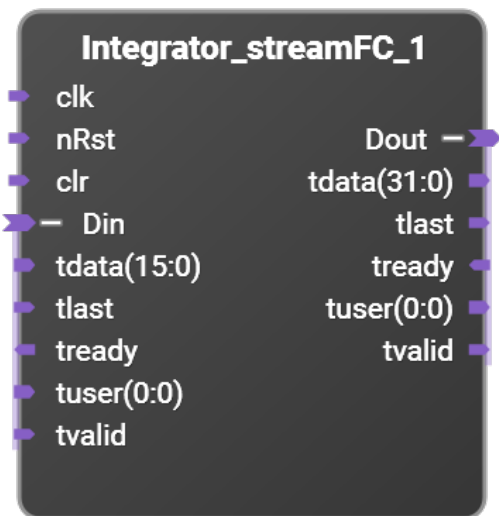 Integrator_streamFC_1
clk
nRst
clr
Din
tdata(15:0)
tlast
tready
tuser(0:0)
tvalid
Dout
tdata(31:0)
tlast
tready
tuser(0:0)
tvalid